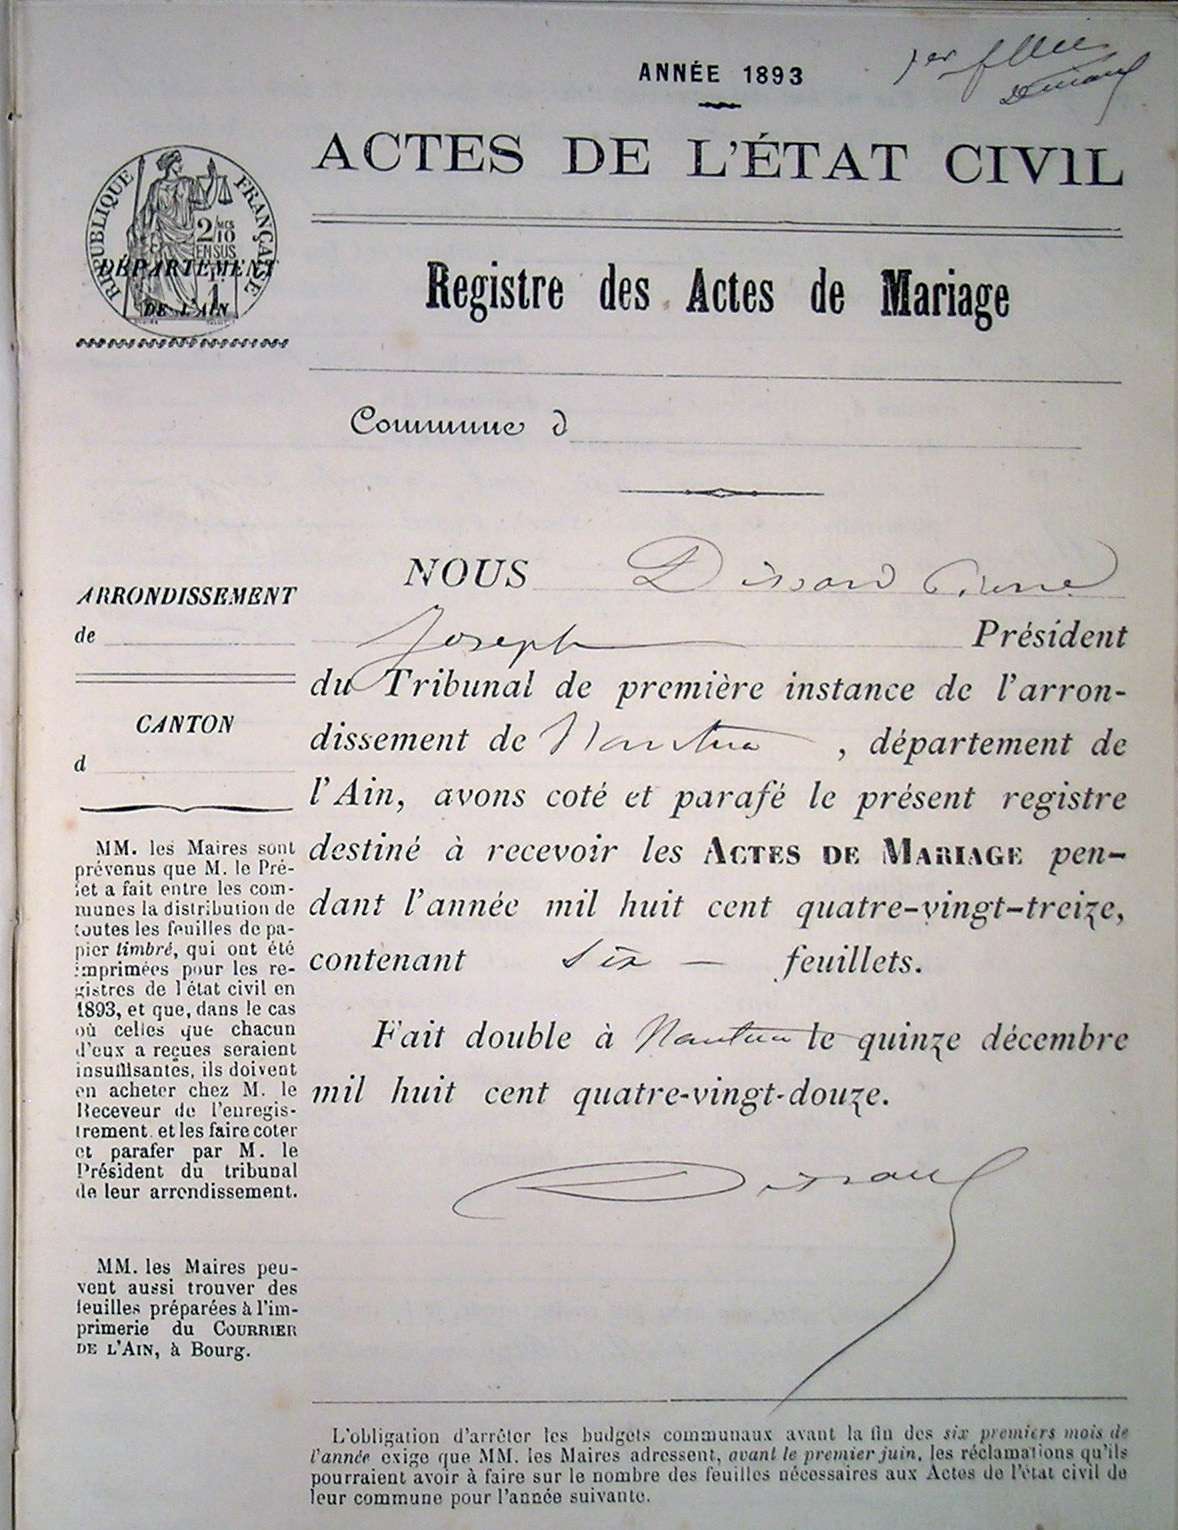 1er fllet
Dissard
ANNÉE 1893
ACTES DE L'ÉTAT CIVIL
RÉPUBLIQUE FRANÇAISE
2/10
EN SUS
DÉPARTEMENT
DE L'AIN
Registre des Actes de Mariage
Commune d
ARRONDISSEMENT
de
CANTON
d
MM. les Maires sont
prévenus que M. le Pré-
fet a fait entre les com-
munes la distribution de
toutes les feuilles de pa-
pier timbré, qui ont été
imprimées pour les re-
gistres de l'état civil en
1893, et que, dans le cas
où celles que chacun
d'eux a reçues seraient
insuffisantes, ils doivent
en acheter chez M. le
Receveur de l'enregis-
trement et les faire coter
et parafer par M. le
Président du tribunal
de leur arrondissement.
MM. les Maires peu-
vent aussi trouver des
feuilles préparées à l'im-
primerie du COURRIER
DE L'AIN, à Bourg.
NOUS Dissard Pierre
Joseph Président
du Tribunal de première instance de l'arron-
dissement de Nantua, département de
l'Ain, avons coté et parafé le présent registre
destiné à recevoir les ACTES DE MARIAGE pen-
dant l'année mil huit cent quatre-vingt-treize,
contenant six — feuillets.
Fait double à Nantua le quinze décembre
mil huit cent quatre-vingt-douze.
Dissard
L'obligation d'arrêter les budgets communaux avant la fin des six premiers mois de
l'année exige que MM. les Maires adressent, avant le premier juin, les réclamations qu'ils
pourraient avoir à faire sur le nombre des feuilles nécessaires aux Actes de l'état civil de
leur commune pour l'année suivante.